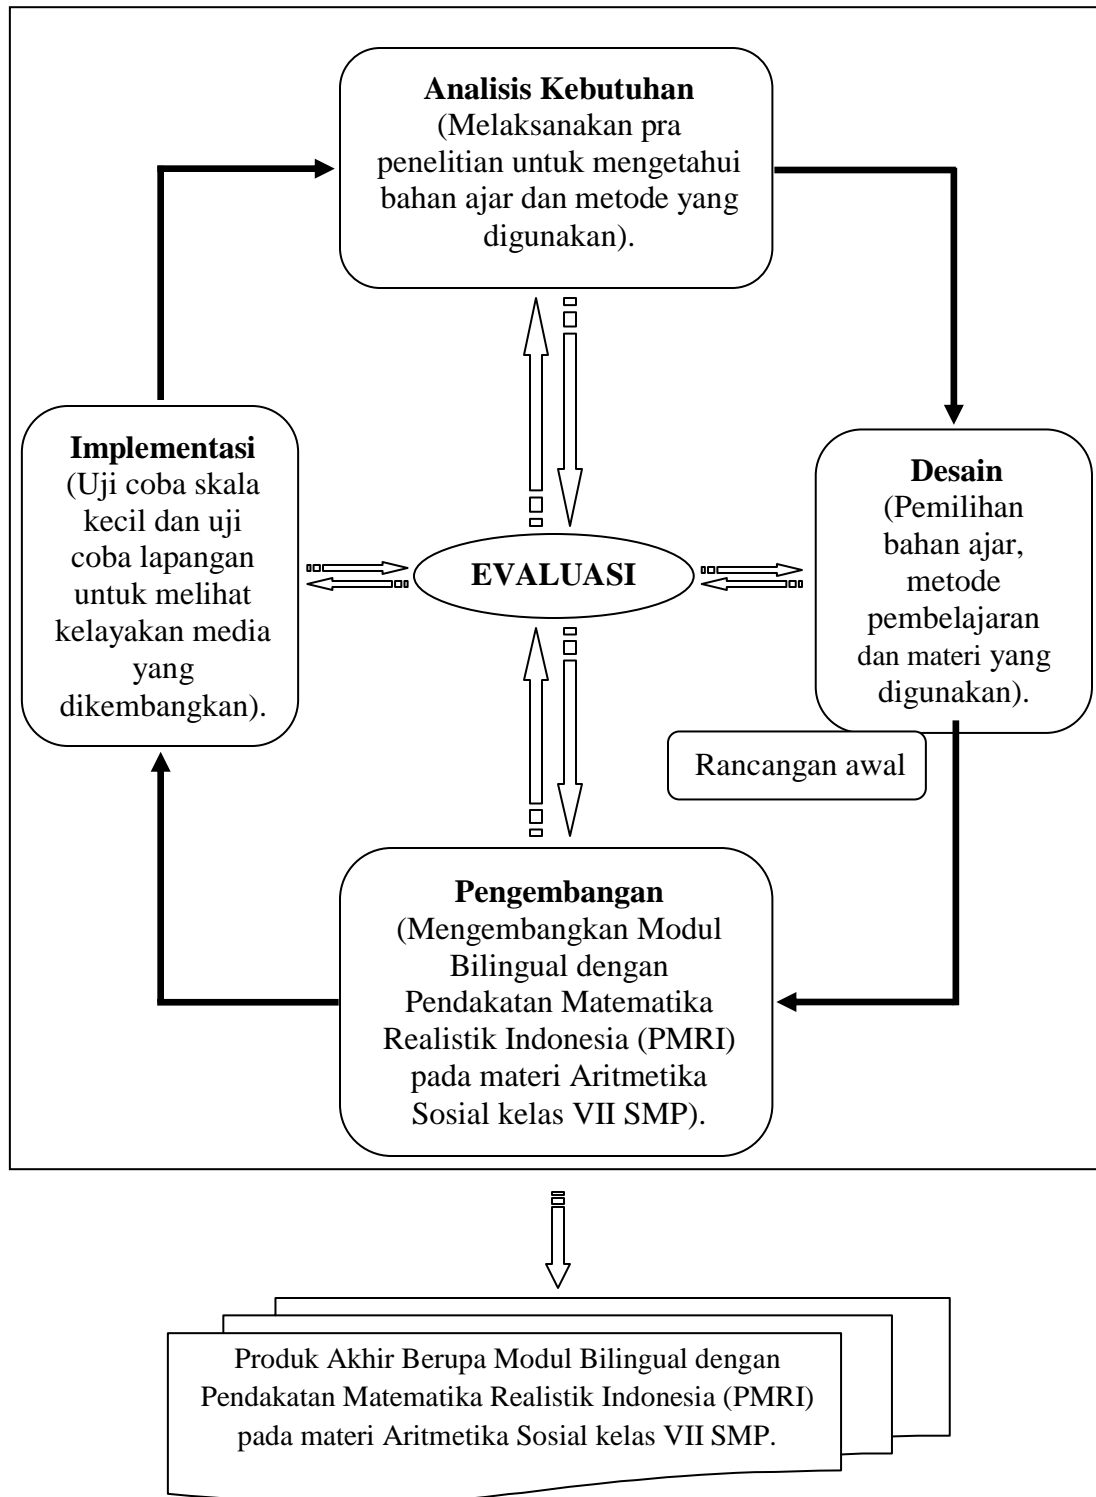 Analisis Kebutuhan
(Melaksanakan pra
penelitian untuk mengetahui
bahan ajar dan metode yang
digunakan).
Implementasi
(Uji coba skala
kecil dan uji
coba lapangan
untuk melihat
kelayakan media
yang
dikembangkan).
EVALUASI
Desain
(Pemilihan
bahan ajar,
metode
pembelajaran
dan materi yang
digunakan).
Rancangan awal
Pengembangan
(Mengembangkan Modul
Bilingual dengan
Pendakatan Matematika
Realistik Indonesia (PMRI)
pada materi Aritmetika
Sosial kelas VII SMP).
Produk Akhir Berupa Modul Bilingual dengan
Pendakatan Matematika Realistik Indonesia (PMRI)
pada materi Aritmetika Sosial kelas VII SMP.